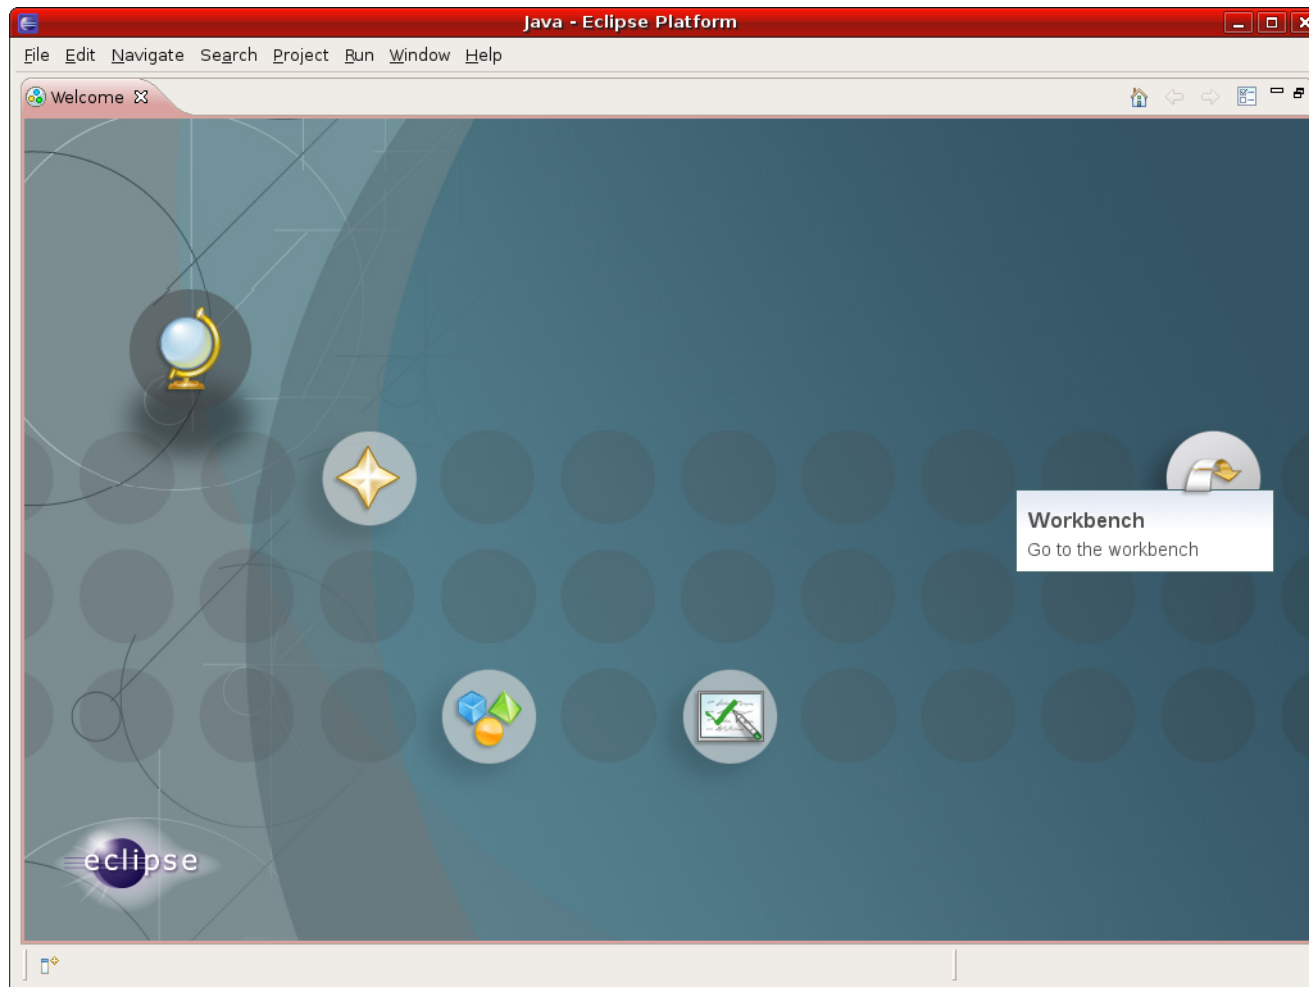 Java - Eclipse Platform
File Edit Navigate Search Project Run Window Help
Welcome
Workbench
Go to the workbench
eclipse